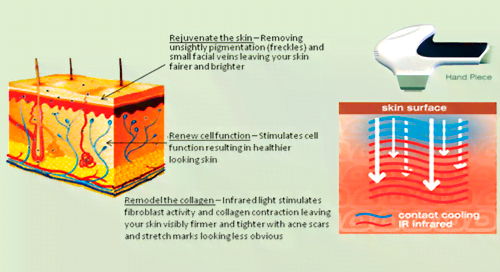 Rejuvenate the skin – Removing
unsightly pigmentation (freckles) and
small facial veins leaving your skin
fairer and brighter
Renew cell function – Stimulates cell
function resulting in healthier
looking skin
Remodel the collagen – Infrared light stimulates
fibroblast activity and collagen contraction leaving
your skin visibly firmer and tighter with acne scars
and stretch marks looking less obvious
Hand Piece
skin surface
contact cooling
IR infrared